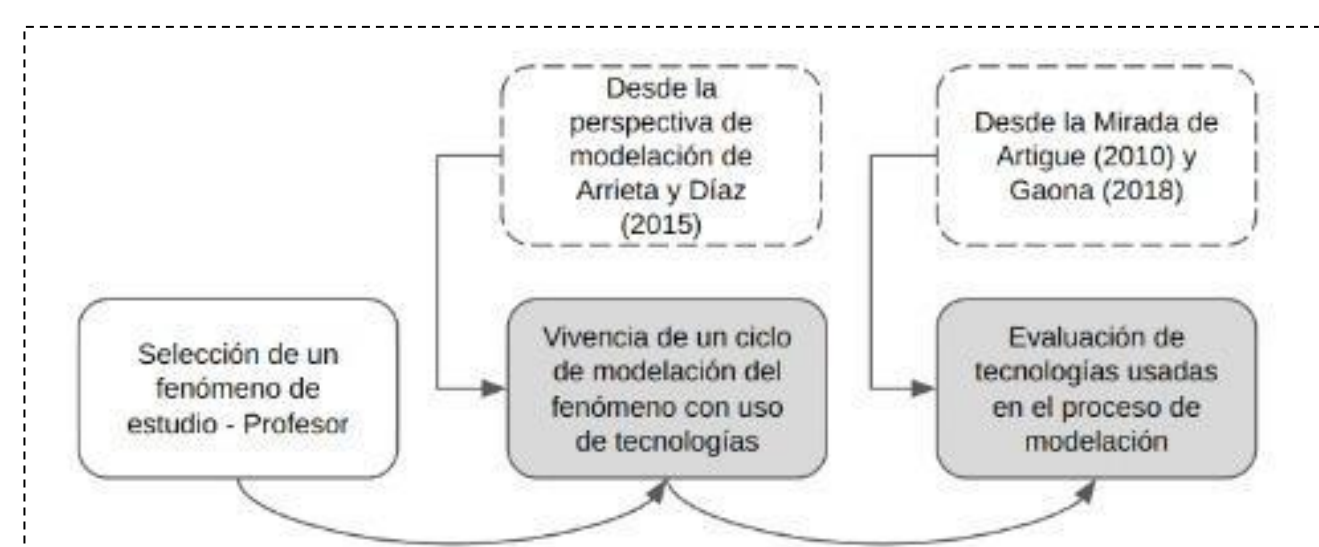 Desde la
perspectiva de
modelación de
Arrieta y Díaz
(2015)
Desde la Mirada de
Artigue (2010) y
Gaona (2018)
Selección de un
fenómeno de
estudio - Profesor
Vivencia de un ciclo
de modelación del
fenómeno con uso
de tecnologías
Evaluación de
tecnologías usadas
en el proceso de
modelación